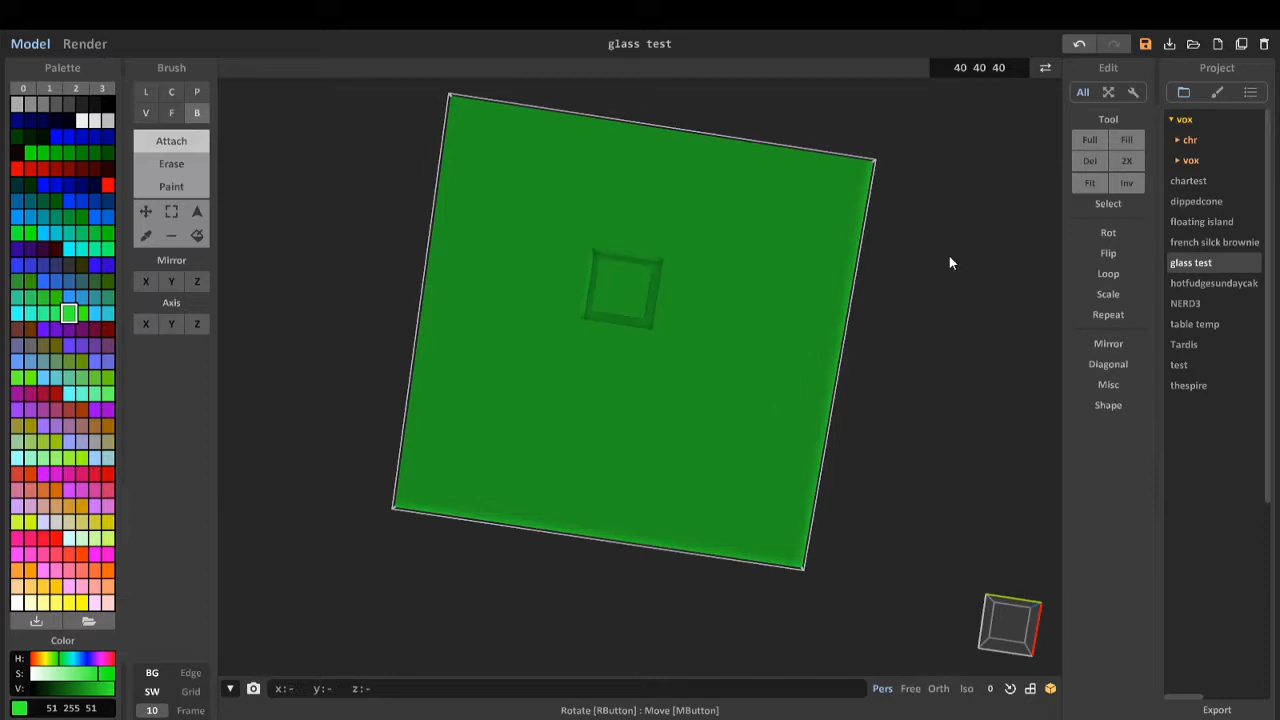 Model Render
glass test
Palette
0 1 2 3
Color
H:
S:
V:
51 255 51
Brush
L C P
V F B
Attach
Erase
Paint
Mirror
X Y Z
Axis
X Y Z
BG Edge
SW Grid
10 Frame
40 40 40
x:- y:- z:-
Pers Free Orth Iso 0
Rotate [RButton] : Move [MButton]
Edit
All
Tool
Full Fill
Del 2X
Fit Inv
Select
Rot
Flip
Loop
Scale
Repeat
Mirror
Diagonal
Misc
Shape
Project
vox
chr
vox
chartest
dippedcone
floating island
french silck brownie
glass test
hotfudgesundaycak
NERD3
table temp
Tardis
test
thespire
Export